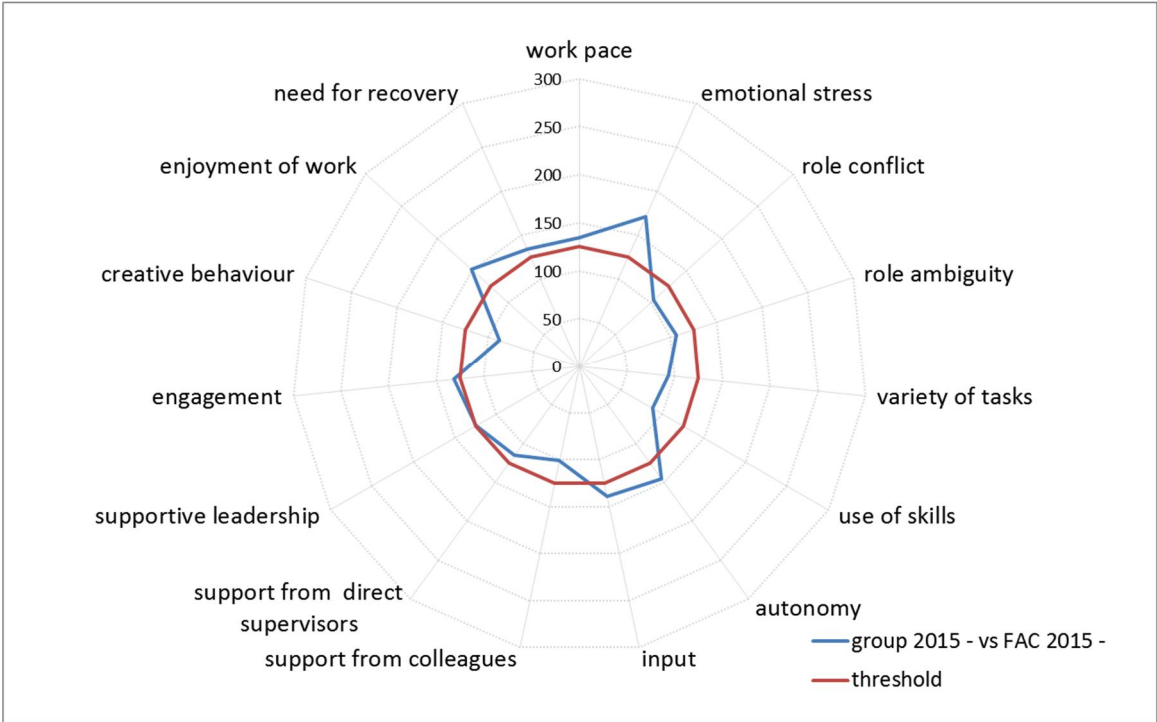 work pace
300
need for recovery
emotional stress
250
enjoyment of work
role conflict
200
150
creative behaviour
role ambiguity
100
50
0
engagement
variety of tasks
supportive leadership
use of skills
support from direct
supervisors
autonomy
support from colleagues
input
group 2015 - vs FAC 2015 -
threshold